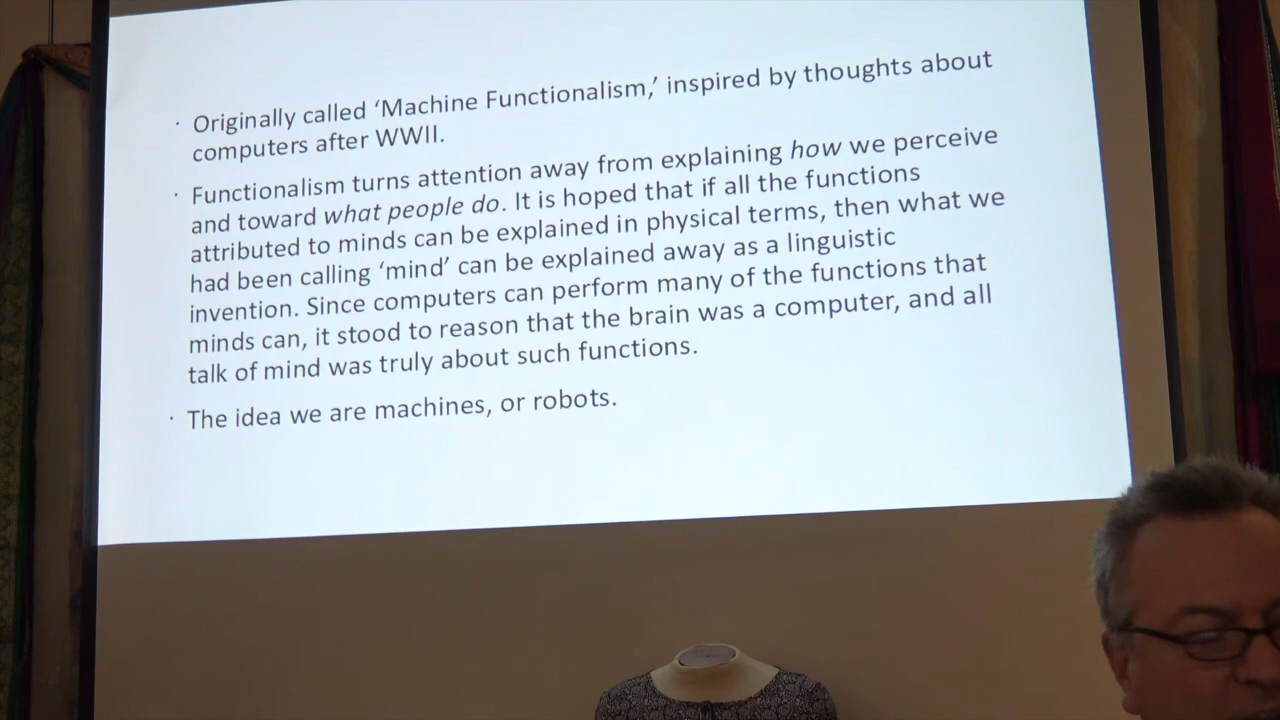 · Originally called ‘Machine Functionalism,’ inspired by thoughts about
computers after WWII.
· Functionalism turns attention away from explaining how we perceive
and toward what people do. It is hoped that if all the functions
attributed to minds can be explained in physical terms, then what we
had been calling ‘mind’ can be explained away as a linguistic
invention. Since computers can perform many of the functions that
minds can, it stood to reason that the brain was a computer, and all
talk of mind was truly about such functions.
· The idea we are machines, or robots.